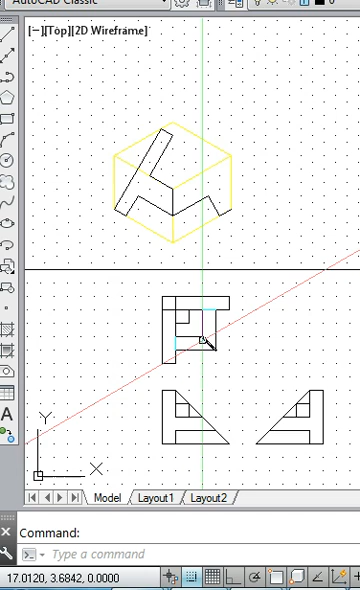 AutoCAD Classic
[−][Top][2D Wireframe]
Y
X
A
Model Layout1 Layout2
Command:
Type a command
17.0120, 3.6842, 0.0000